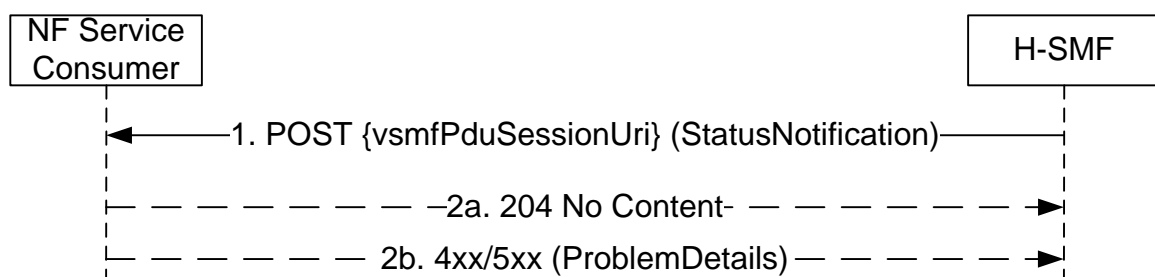 NF Service
Consumer
H-SMF
1. POST {vsmfPduSessionUri} (StatusNotification)
2a. 204 No Content
2b. 4xx/5xx (ProblemDetails)